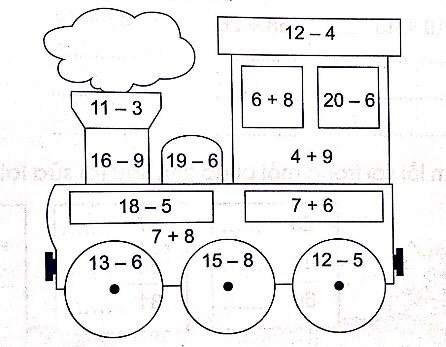 12 – 4
11 – 3
6 + 8
20 – 6
16 – 9
19 – 6
4 + 9
18 – 5
7 + 6
7 + 8
13 – 6
15 – 8
12 – 5